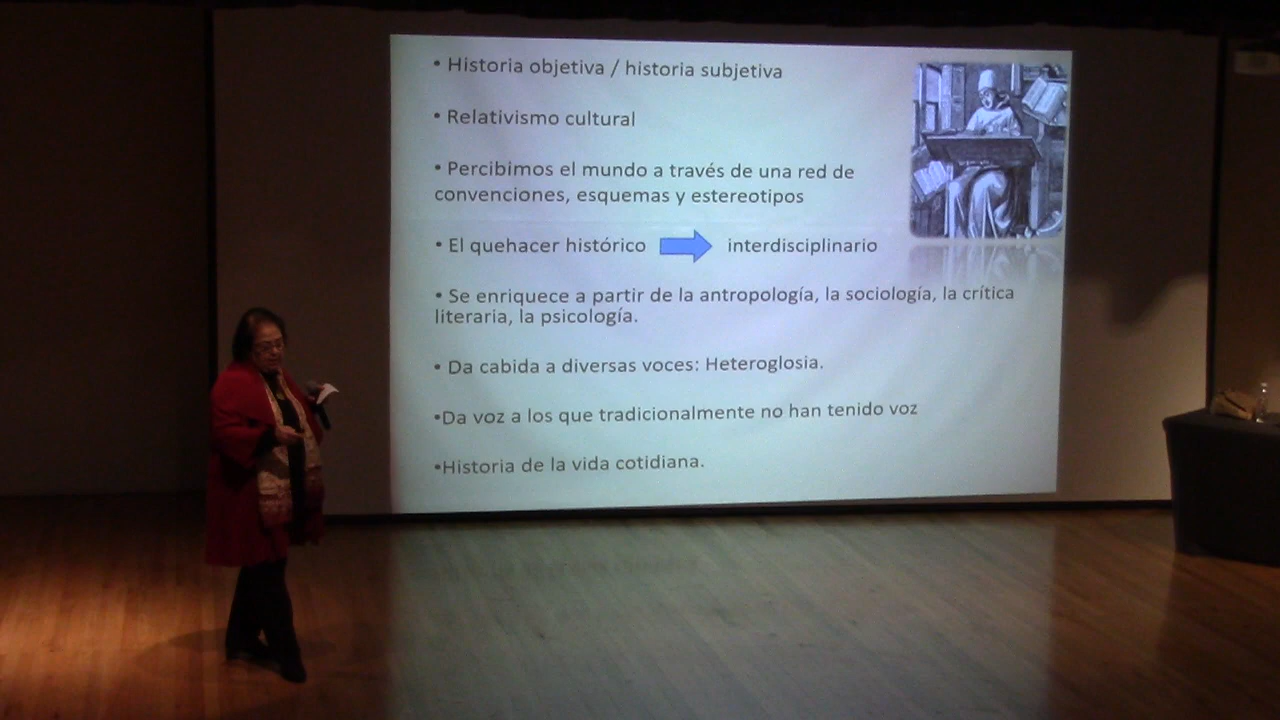 • Historia objetiva / historia subjetiva
• Relativismo cultural
• Percibimos el mundo a través de una red de
convenciones, esquemas y estereotipos
• El quehacer histórico interdisciplinario
• Se enriquece a partir de la antropología, la sociología, la crítica
literaria, la psicología.
• Da cabida a diversas voces: Heteroglosia.
•Da voz a los que tradicionalmente no han tenido voz
•Historia de la vida cotidiana.